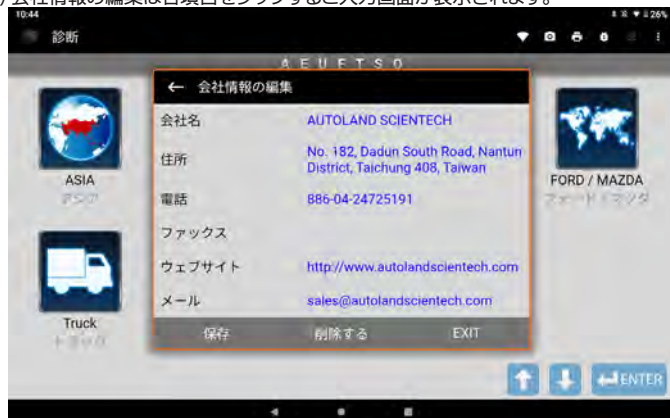 会社情報の編集は各項目をタップすると入力画面が表示されます。
10:44
26%
診断
A E U F T S O
← 会社情報の編集
会社名 AUTOLAND SCIENTECH
住所 No. 182, Dadun South Road, Nantun
District, Taichung 408, Taiwan
電話 886-04-24725191
ファックス
ウェブサイト http://www.autolandscientech.com
メール sales@autolandscientech.com
保存 削除する EXIT
ASIA
アジア
FORD / MAZDA
フォード / マツダ
Truck
トラック
ENTER